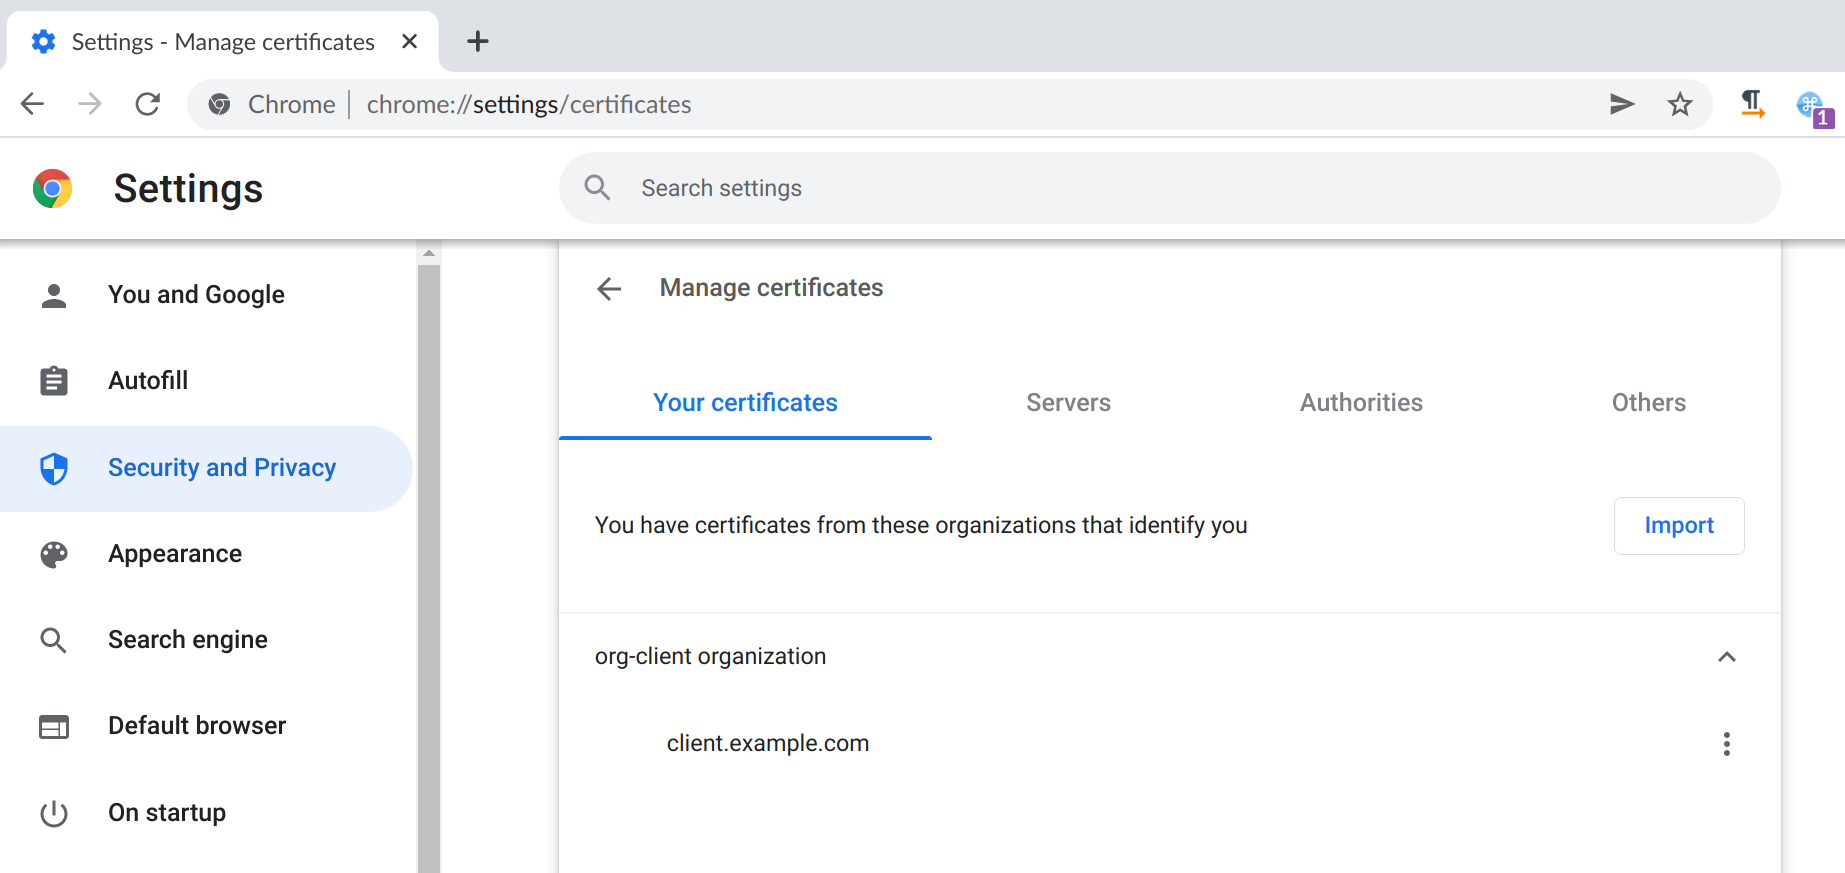 Settings - Manage certificates
Chrome chrome://settings/certificates
1
Settings
Search settings
You and Google
Autofill
Security and Privacy
Appearance
Search engine
Default browser
On startup
Manage certificates
Your certificates Servers Authorities Others
You have certificates from these organizations that identify you Import
org-client organization
client.example.com